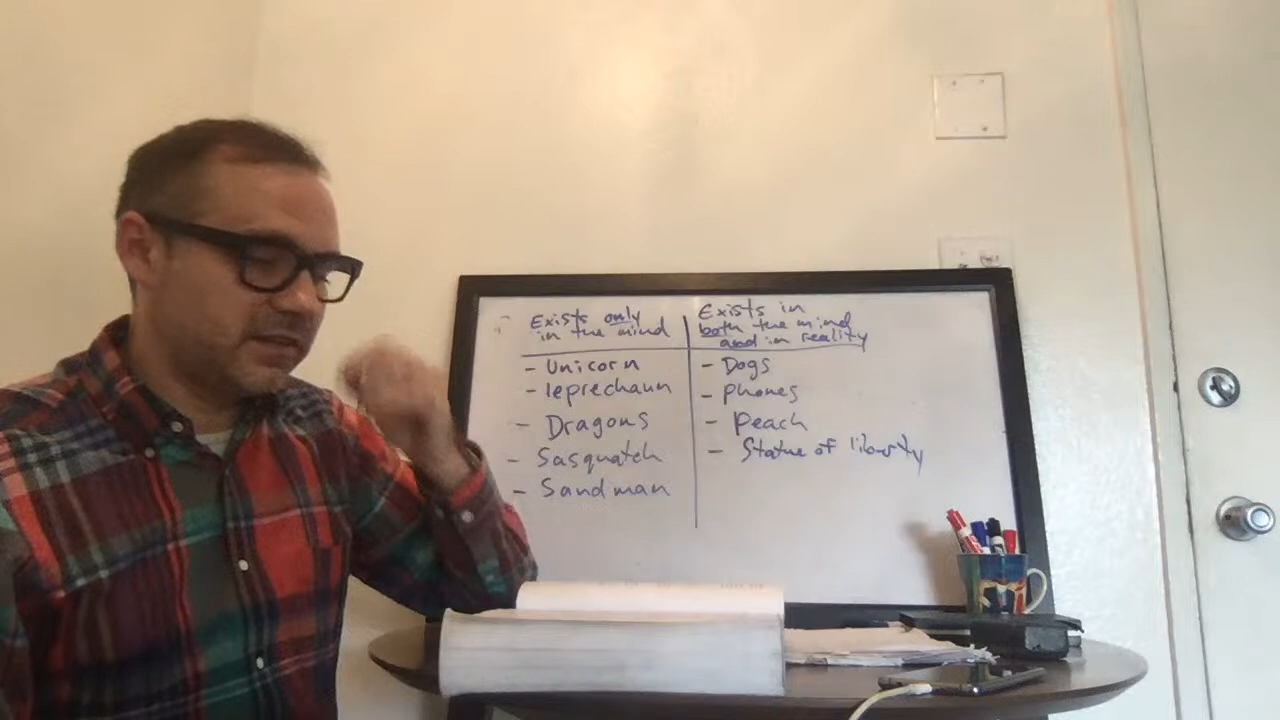 Exists only
in the mind
- Unicorn
- leprechaun
- Dragons
- Sasquatch
- Sandman
Exists in
both the mind
and in reality
- Dogs
- Phones
- Peach
- Statue of liberty